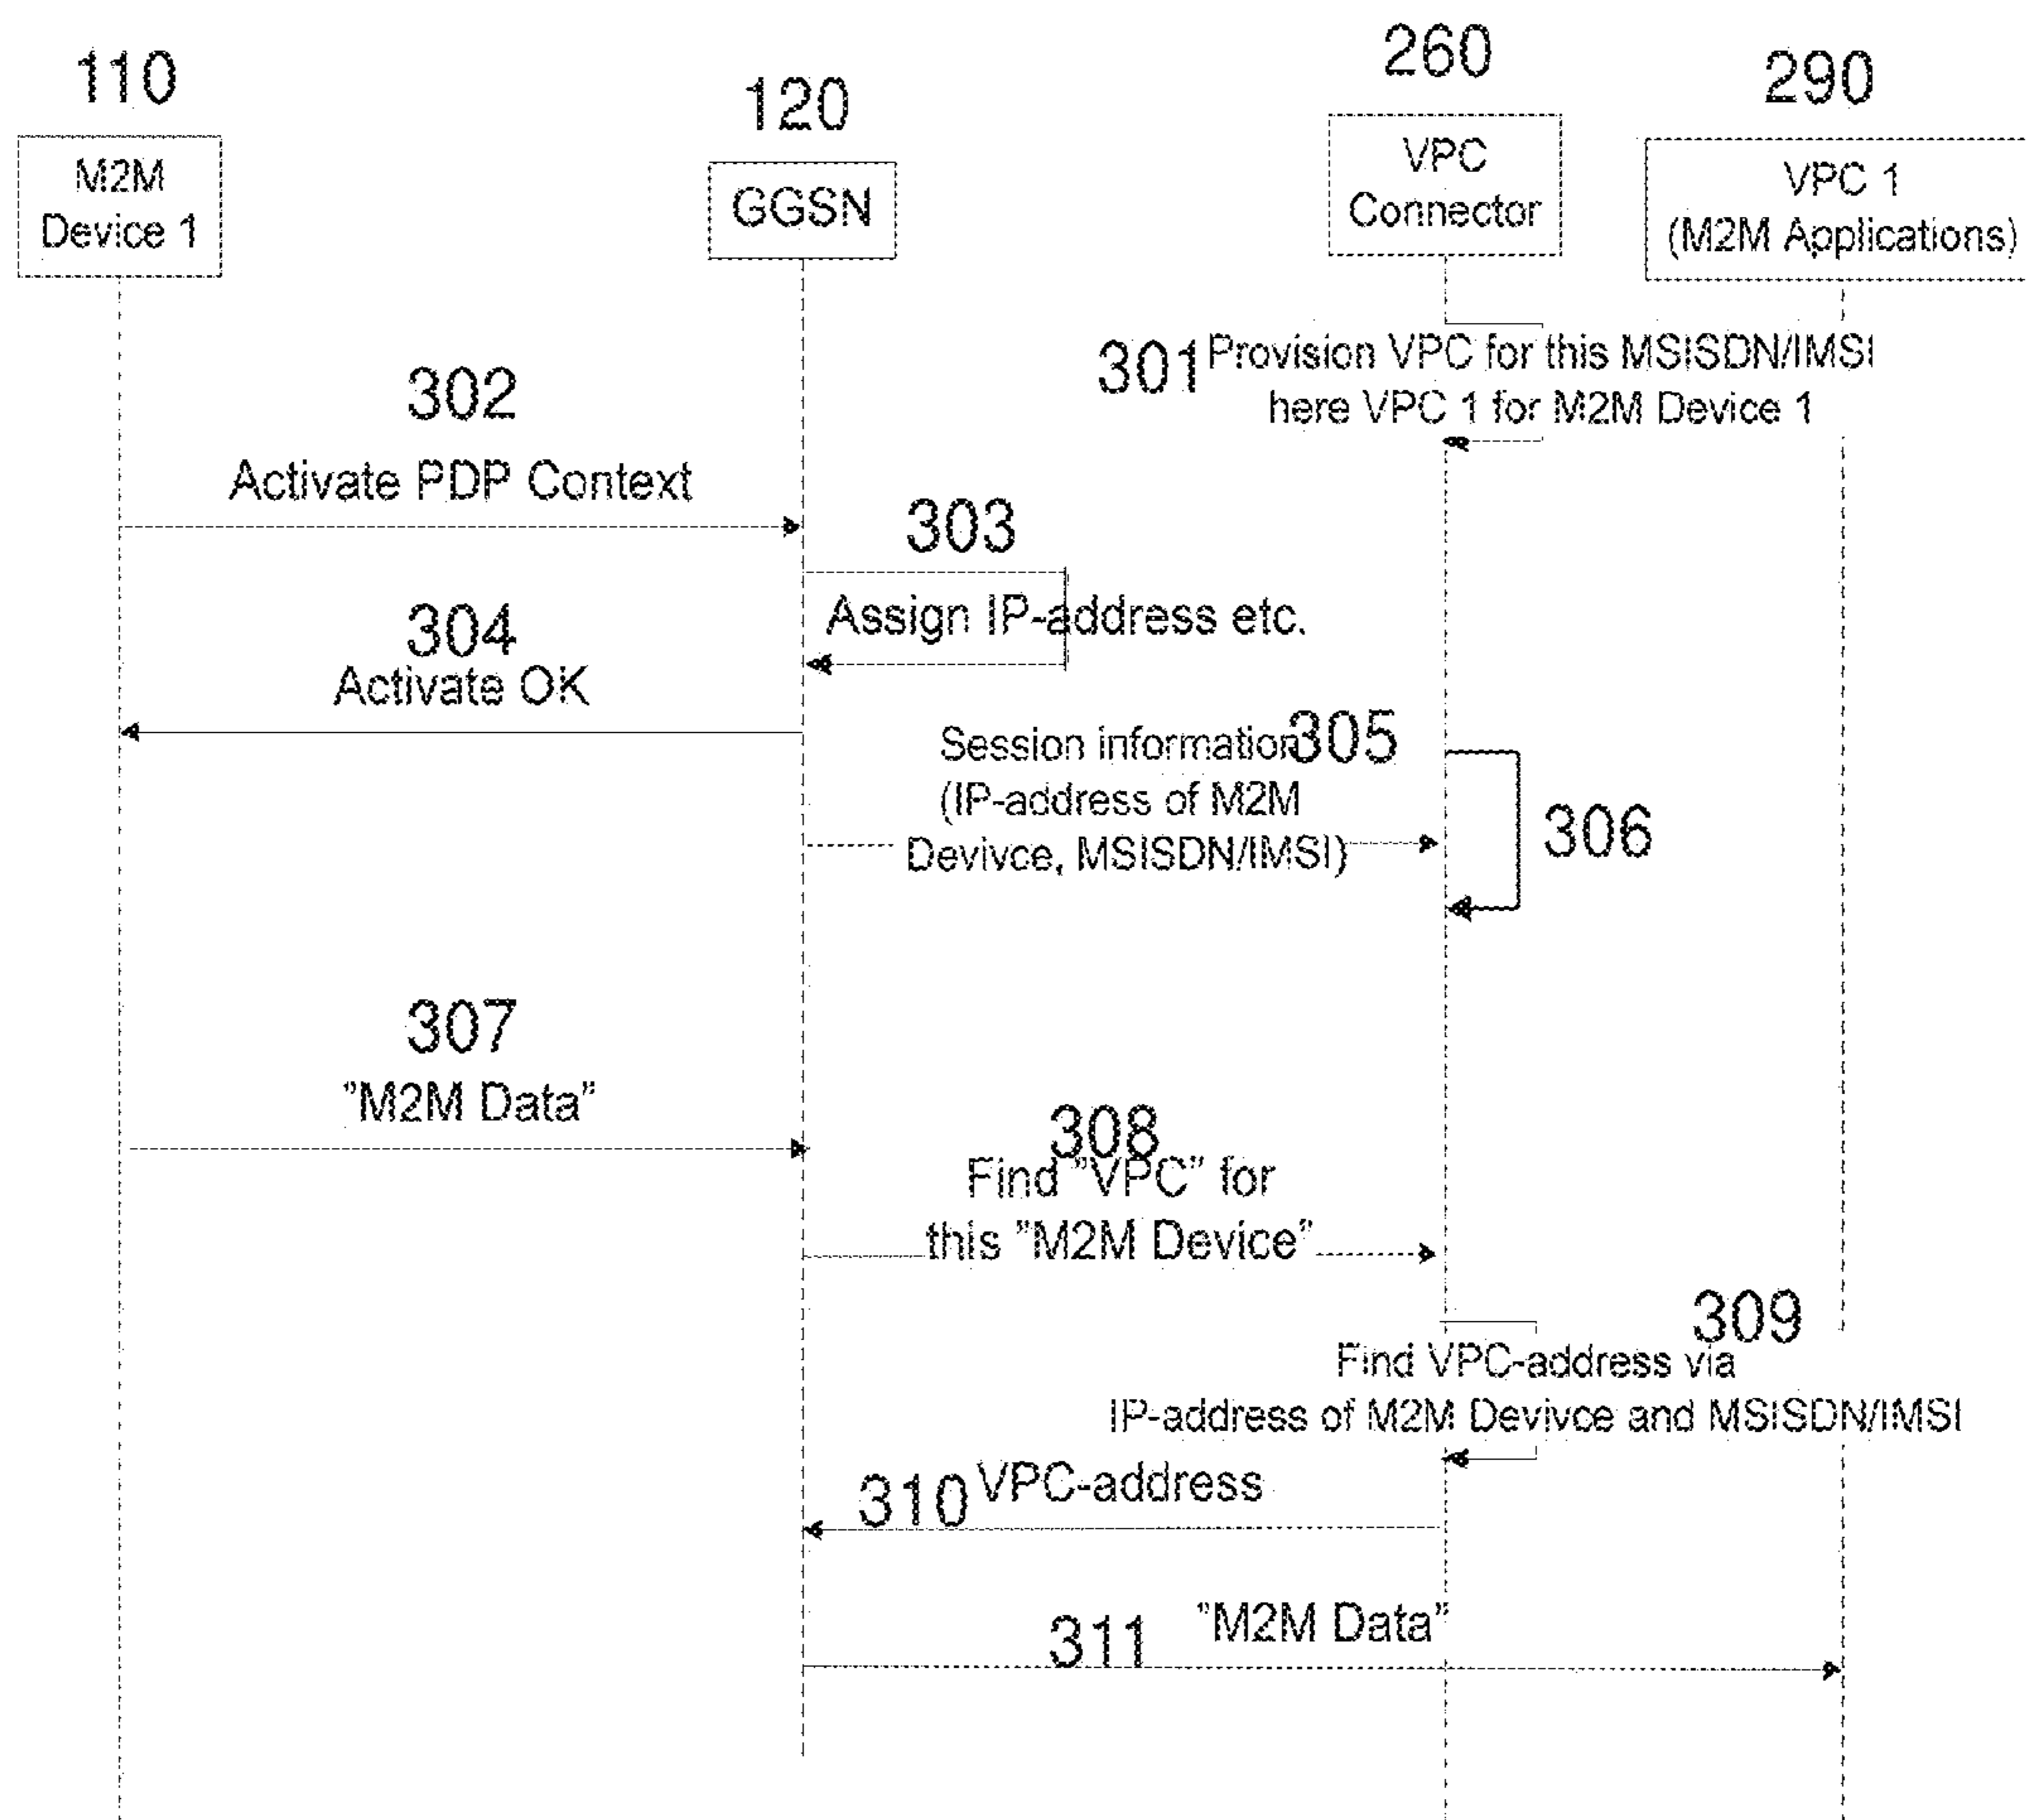 110
120
260
290
M2M
Device 1
GGSN
VPC
Connector
VPC 1
(M2M Applications)
301
Provision VPC for this MSISDN/IMSI
here VPC 1 for M2M Device 1
302
Activate PDP Context
303
Assign IP-address etc.
304
Activate OK
305
Session information
(IP-address of M2M
Devivce, MSISDN/IMSI)
306
307
"M2M Data"
308
Find "VPC" for
this "M2M Device"
309
Find VPC-address via
IP-address of M2M Devivce and MSISDN/IMSI
310
VPC-address
311
"M2M Data"